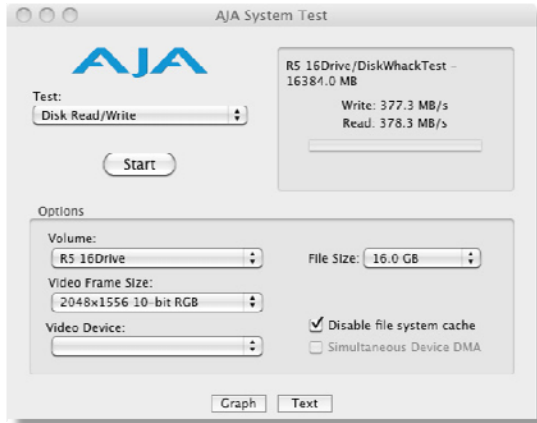 AJA System Test
AJA
Test:
Disk Read/Write
Start
R5 16Drive/DiskWhackTest –
16384.0 MB
Write: 377.3 MB/s
Read: 378.3 MB/s
Options
Volume:
R5 16Drive
File Size: 16.0 GB
Video Frame Size:
2048x1556 10-bit RGB
Video Device:
Disable file system cache
Simultaneous Device DMA
Graph Text